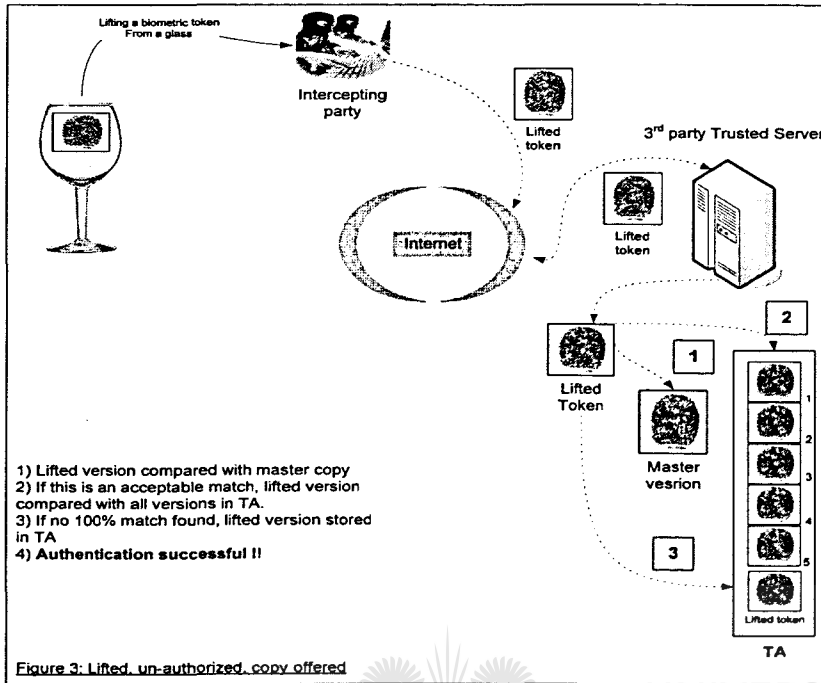 Lifting a biometric token
From a glass
Intercepting
party
Lifted
token
3rd party Trusted Server
Lifted
token
Internet
2
1
Lifted
Token
Master
vesrion
1
2
3
4
5
3
Lifted token
TA
1) Lifted version compared with master copy
2) If this is an acceptable match, lifted version
compared with all versions in TA.
3) If no 100% match found, lifted version stored
in TA
4) Authentication successful !!
Figure 3: Lifted, un-authorized, copy offered